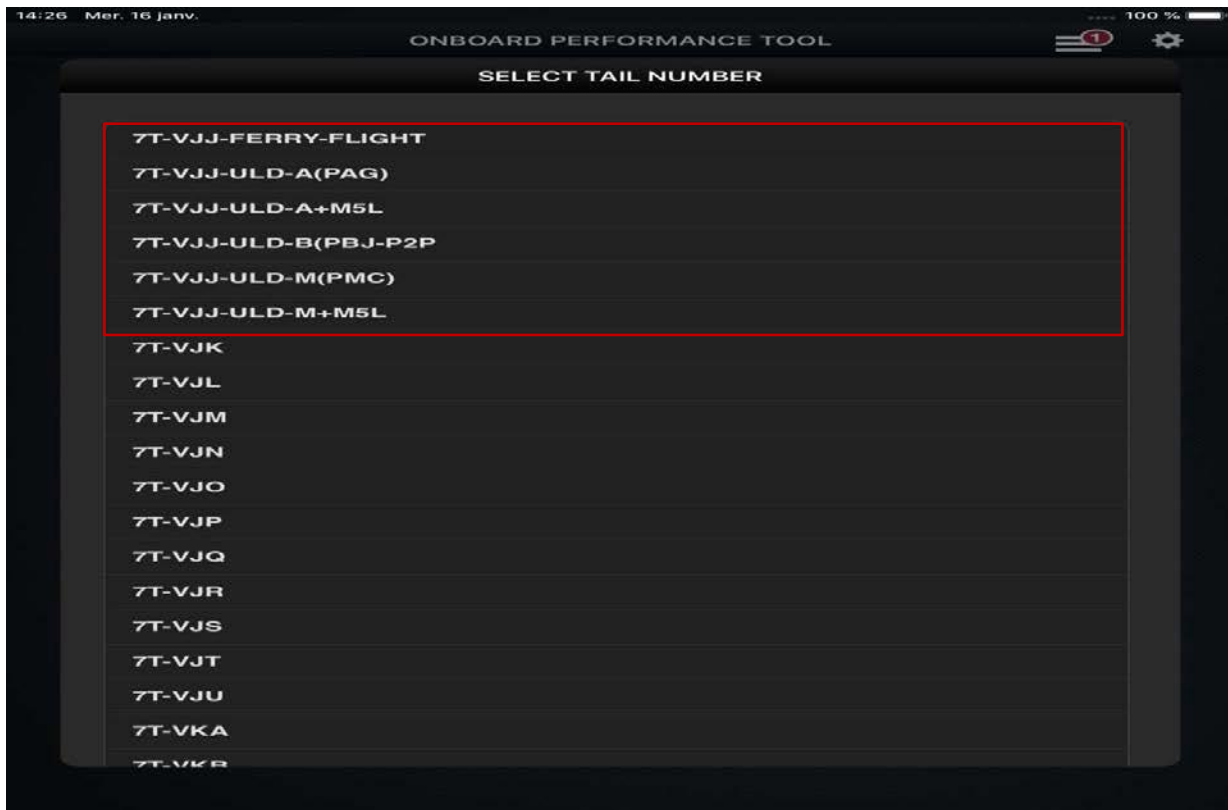 14:26 Mer. 16 janv. 100 %
ONBOARD PERFORMANCE TOOL 1
SELECT TAIL NUMBER
7T-VJJ-FERRY-FLIGHT
7T-VJJ-ULD-A(PAG)
7T-VJJ-ULD-A+M5L
7T-VJJ-ULD-B(PBJ-P2P
7T-VJJ-ULD-M(PMC)
7T-VJJ-ULD-M+M5L
7T-VJK
7T-VJL
7T-VJM
7T-VJN
7T-VJO
7T-VJP
7T-VJQ
7T-VJR
7T-VJS
7T-VJT
7T-VJU
7T-VKA